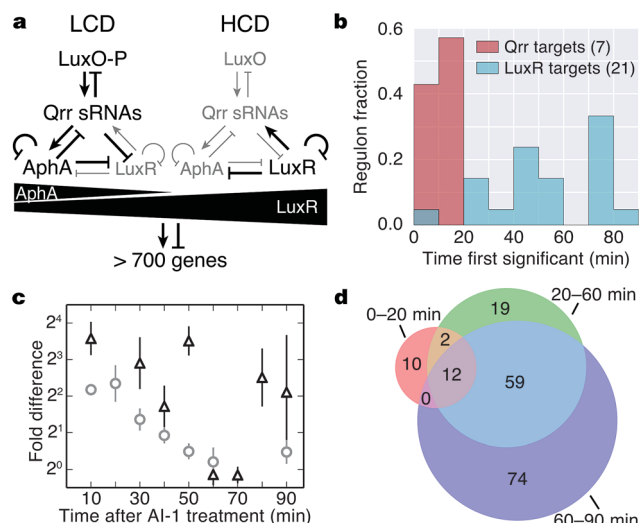 a
LCD HCD
LuxO-P LuxO
Qrr sRNAs Qrr sRNAs
AphA LuxR AphA LuxR
AphA
LuxR
> 700 genes
b
Regulon fraction
0.6
0.4
0.2
0.0
Qrr targets (7)
LuxR targets (21)
0 20 40 60 80
Time first significant (min)
c
Fold difference
2⁴
2³
2²
2¹
2⁰
10 30 50 70 90
Time after AI-1 treatment (min)
d
0–20 min
20–60 min
19
2
10
12
59
0
74
60–90 min